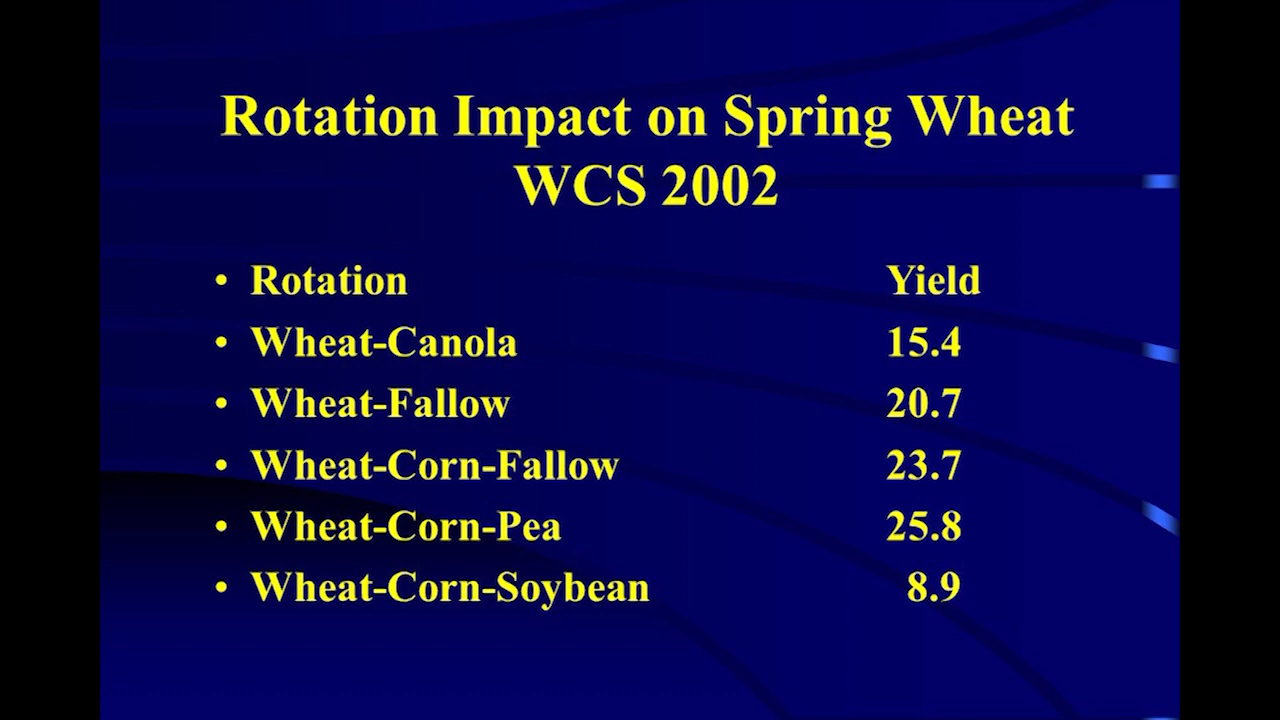 Rotation Impact on Spring Wheat
WCS 2002
• Rotation Yield
• Wheat-Canola 15.4
• Wheat-Fallow 20.7
• Wheat-Corn-Fallow 23.7
• Wheat-Corn-Pea 25.8
• Wheat-Corn-Soybean 8.9